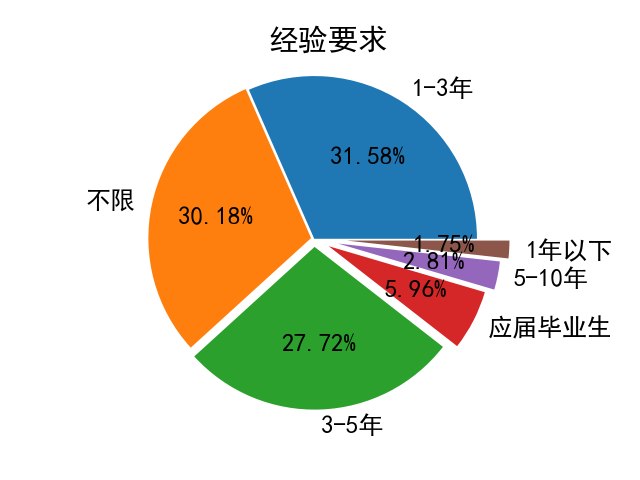 经验要求
1-3年
31.58%
不限
30.18%
1.75%
1年以下
2.81%
5-10年
5.96%
应届毕业生
27.72%
3-5年